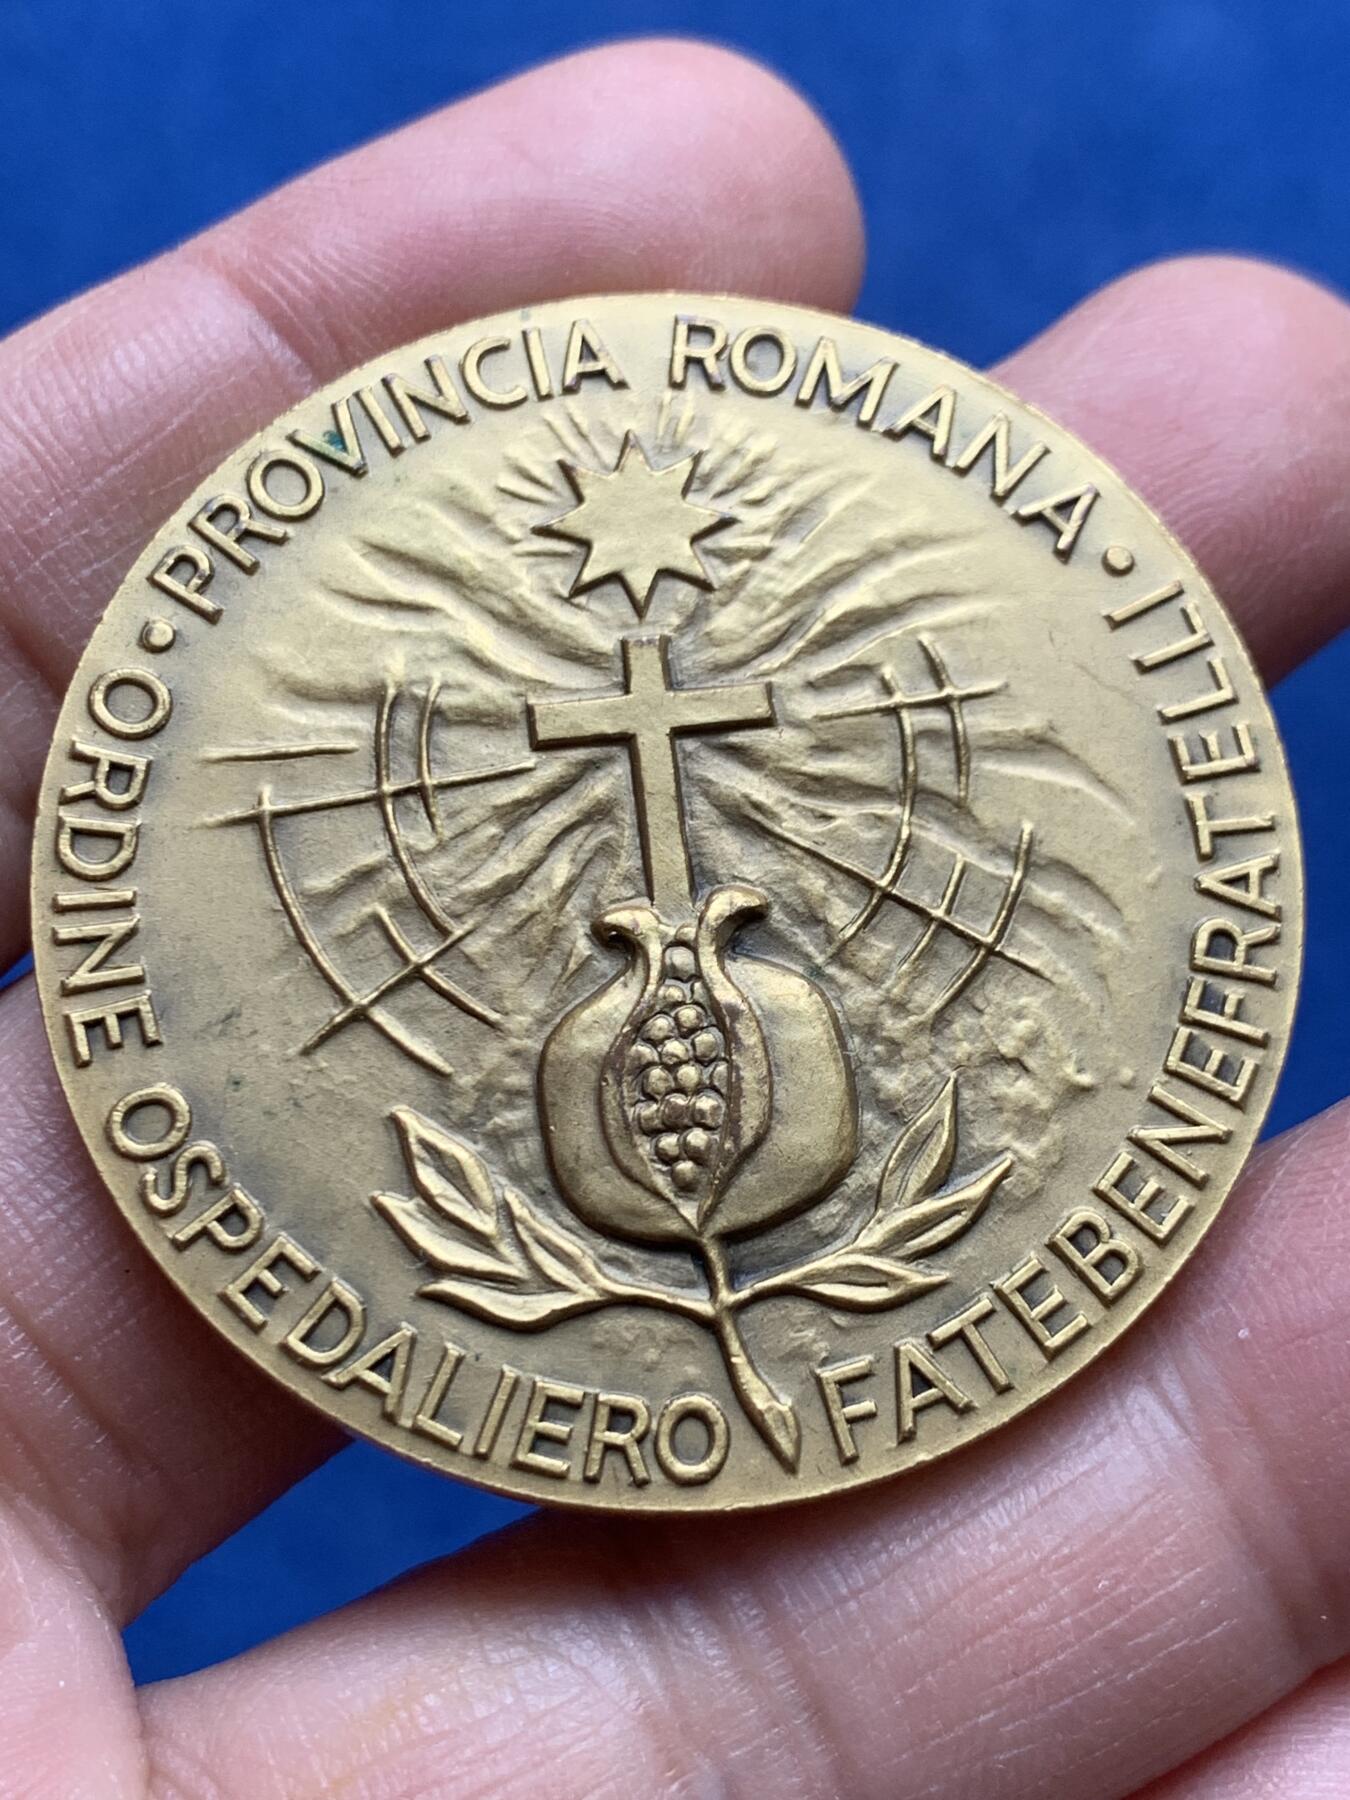 • PROVINCIA ROMANA •
ORDINE OSPEDALIERO FATEBENEFRATELLI